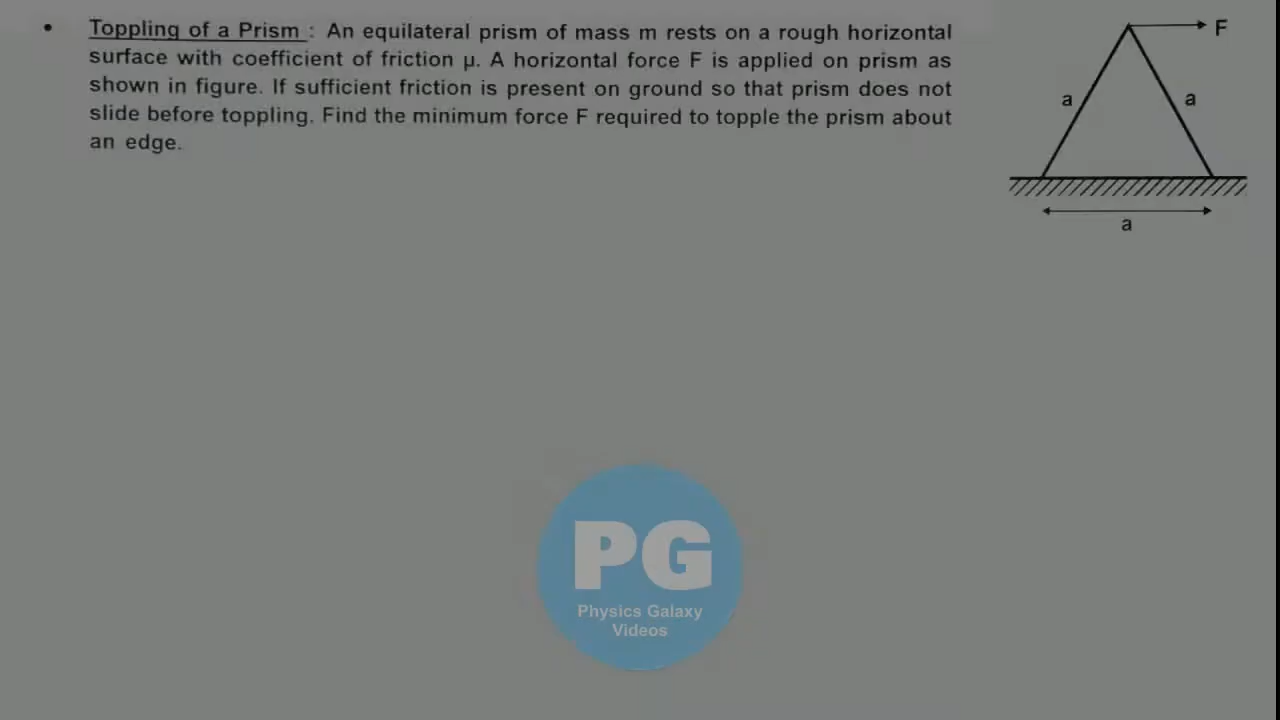 • Toppling of a Prism : An equilateral prism of mass m rests on a rough horizontal
surface with coefficient of friction μ. A horizontal force F is applied on prism as
shown in figure. If sufficient friction is present on ground so that prism does not
slide before toppling. Find the minimum force F required to topple the prism about
an edge.
F
a
a
a
PG
Physics Galaxy
Videos